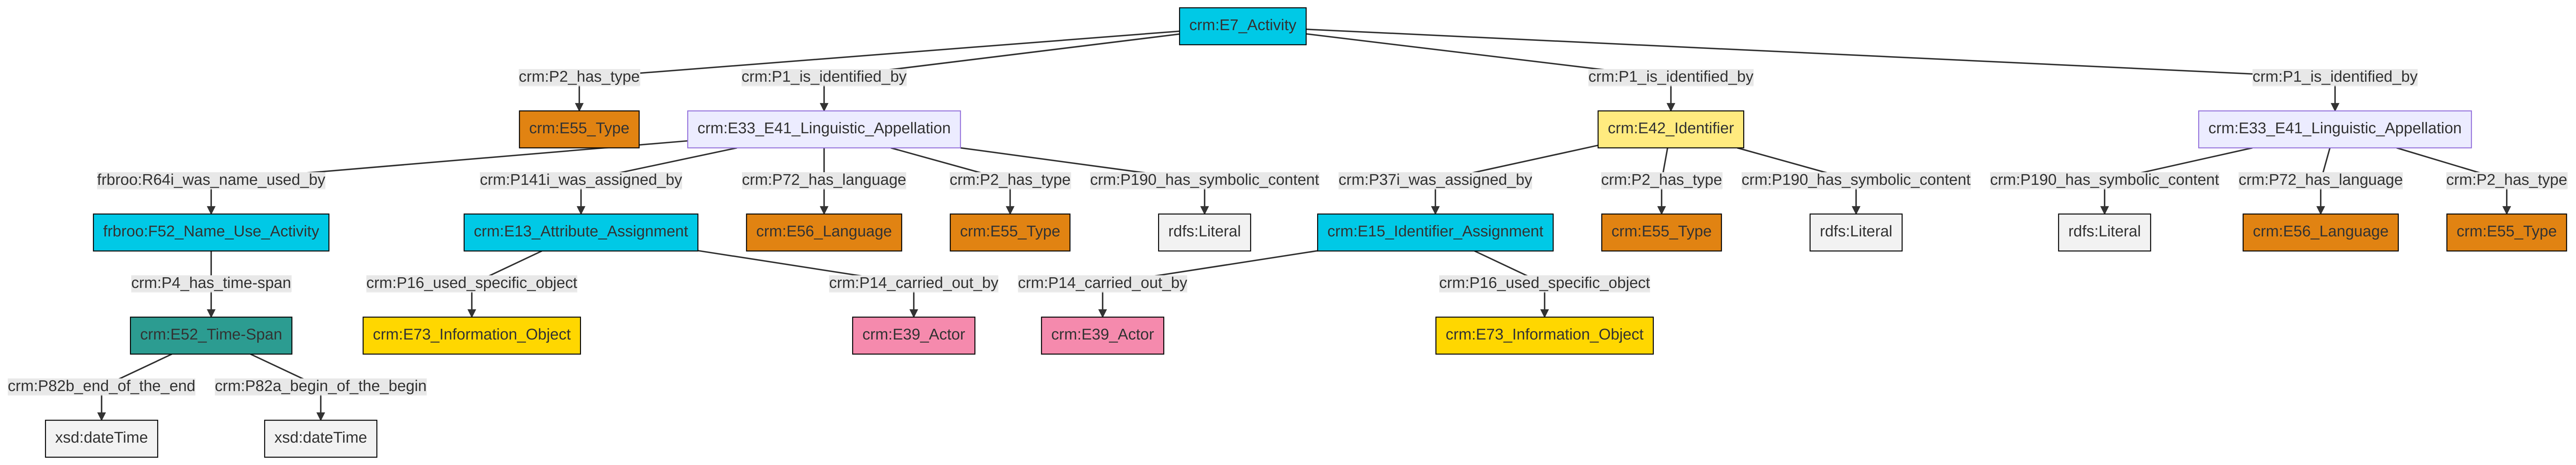 crm:E7_Activity
crm:P2_has_type
crm:P1_is_identified_by
crm:P1_is_identified_by
crm:P1_is_identified_by
crm:E55_Type
crm:E33_E41_Linguistic_Appellation
crm:E42_Identifier
crm:E33_E41_Linguistic_Appellation
frbroo:R64i_was_name_used_by
crm:P141i_was_assigned_by
crm:P72_has_language
crm:P2_has_type
crm:P190_has_symbolic_content
crm:P37i_was_assigned_by
crm:P2_has_type
crm:P190_has_symbolic_content
crm:P190_has_symbolic_content
crm:P72_has_language
crm:P2_has_type
frbroo:F52_Name_Use_Activity
crm:E13_Attribute_Assignment
crm:E56_Language
crm:E55_Type
rdfs:Literal
crm:E15_Identifier_Assignment
crm:E55_Type
rdfs:Literal
rdfs:Literal
crm:E56_Language
crm:E55_Type
crm:P4_has_time-span
crm:P16_used_specific_object
crm:P14_carried_out_by
crm:P14_carried_out_by
crm:P16_used_specific_object
crm:E52_Time-Span
crm:E73_Information_Object
crm:E39_Actor
crm:E39_Actor
crm:E73_Information_Object
crm:P82b_end_of_the_end
crm:P82a_begin_of_the_begin
xsd:dateTime
xsd:dateTime